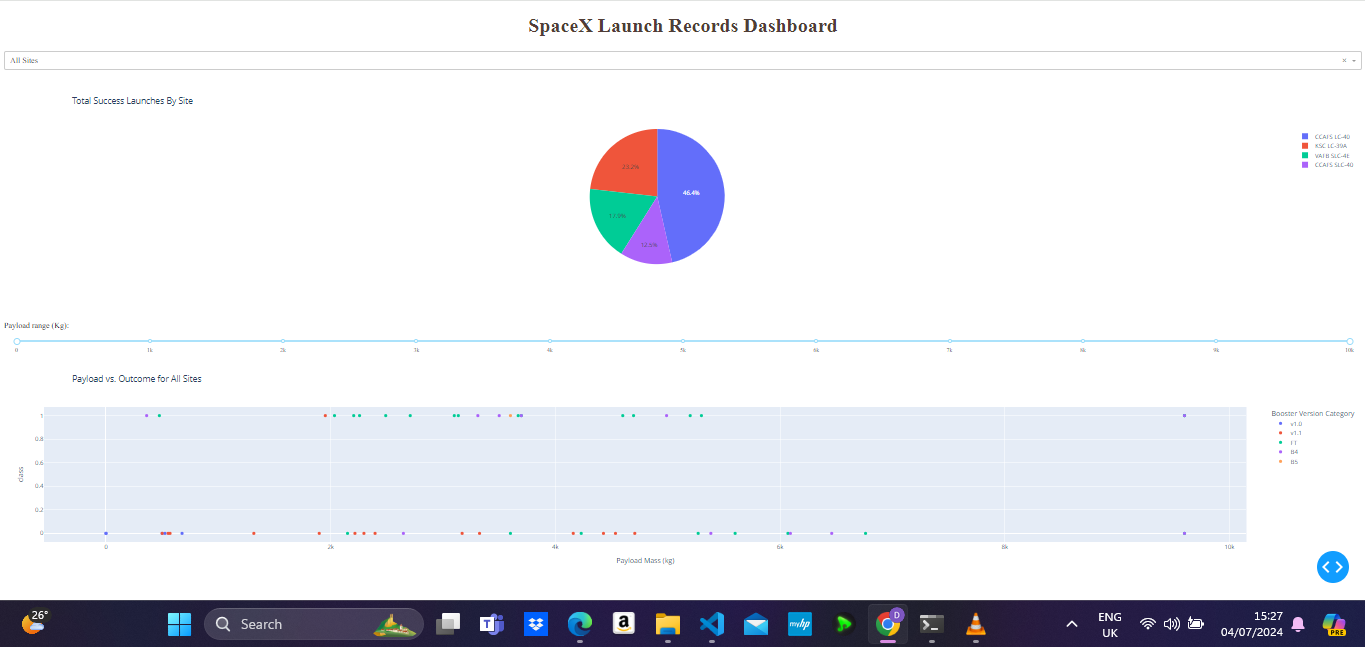 SpaceX Launch Records Dashboard
All Sites
Total Success Launches By Site
CCAFS LC-40
KSC LC-39A
VAFB SLC-4E
CCAFS SLC-40
23.2%
46.4%
12.5%
Payload range (Kg):
0 1k 2k 3k 4k 5k 6k 7k 8k 9k 10k
Payload vs. Outcome for All Sites
Booster Version Category
v1.0
v1.1
FT
B4
B5
1
0.8
0.6
0.4
0.2
0
class
0 2k 4k 6k 8k 10k
Payload Mass (kg)
26°
Search
ENG
UK
15:27
04/07/2024
PRE